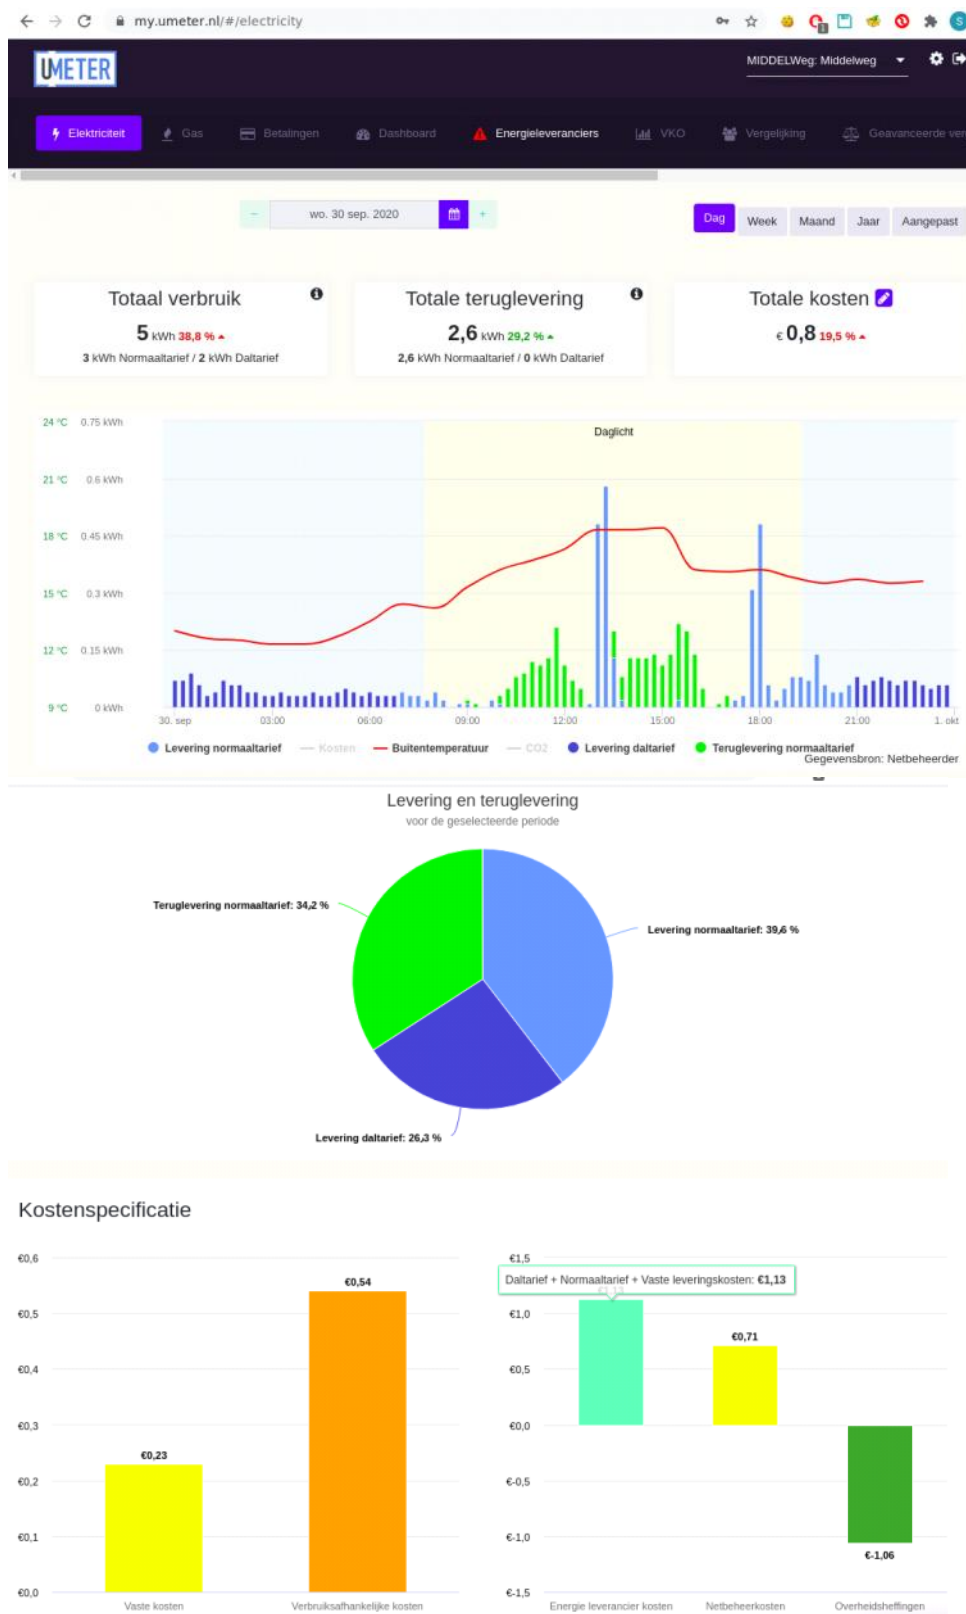 my.umeter.nl/#/electricity
UMETER
MIDDELWeg: Middelweg
Elektriciteit Gas Betalingen Dashboard Energieleveranciers VKO Vergelijking Geavanceerde ver
− wo. 30 sep. 2020 +
Dag Week Maand Jaar Aangepast
Totaal verbruik Totale teruglevering Totale kosten
5 kWh 38,8 % 2,6 kWh 29,2 % € 0,8 19,5 %
3 kWh Normaaltarief / 2 kWh Daltarief 2,6 kWh Normaaltarief / 0 kWh Daltarief
24 °C 0.75 kWh
Daglicht
21 °C 0.6 kWh
18 °C 0.45 kWh
15 °C 0.3 kWh
12 °C 0.15 kWh
9 °C 0 kWh
30. sep 03:00 06:00 09:00 12:00 15:00 18:00 21:00 1. okt
Levering normaaltarief Kosten Buitentemperatuur CO2 Levering daltarief Teruglevering normaaltarief
Gegevensbron: Netbeheerder
Levering en teruglevering
voor de geselecteerde periode
Teruglevering normaaltarief: 34,2 %
Levering normaaltarief: 39,6 %
Levering daltarief: 26,3 %
Kostenspecificatie
€0,6
€0,5
€0,4
€0,3
€0,2
€0,1
€0,0
€0,54
€0,23
Vaste kosten Verbruiksafhankelijke kosten
€1,5
Daltarief + Normaaltarief + Vaste leveringskosten: €1,13
€1,0
€0,71
€0,5
€0,0
€-0,5
€-1,0
€-1,06
€-1,5
Energie leverancier kosten Netbeheerkosten Overheidsheffingen